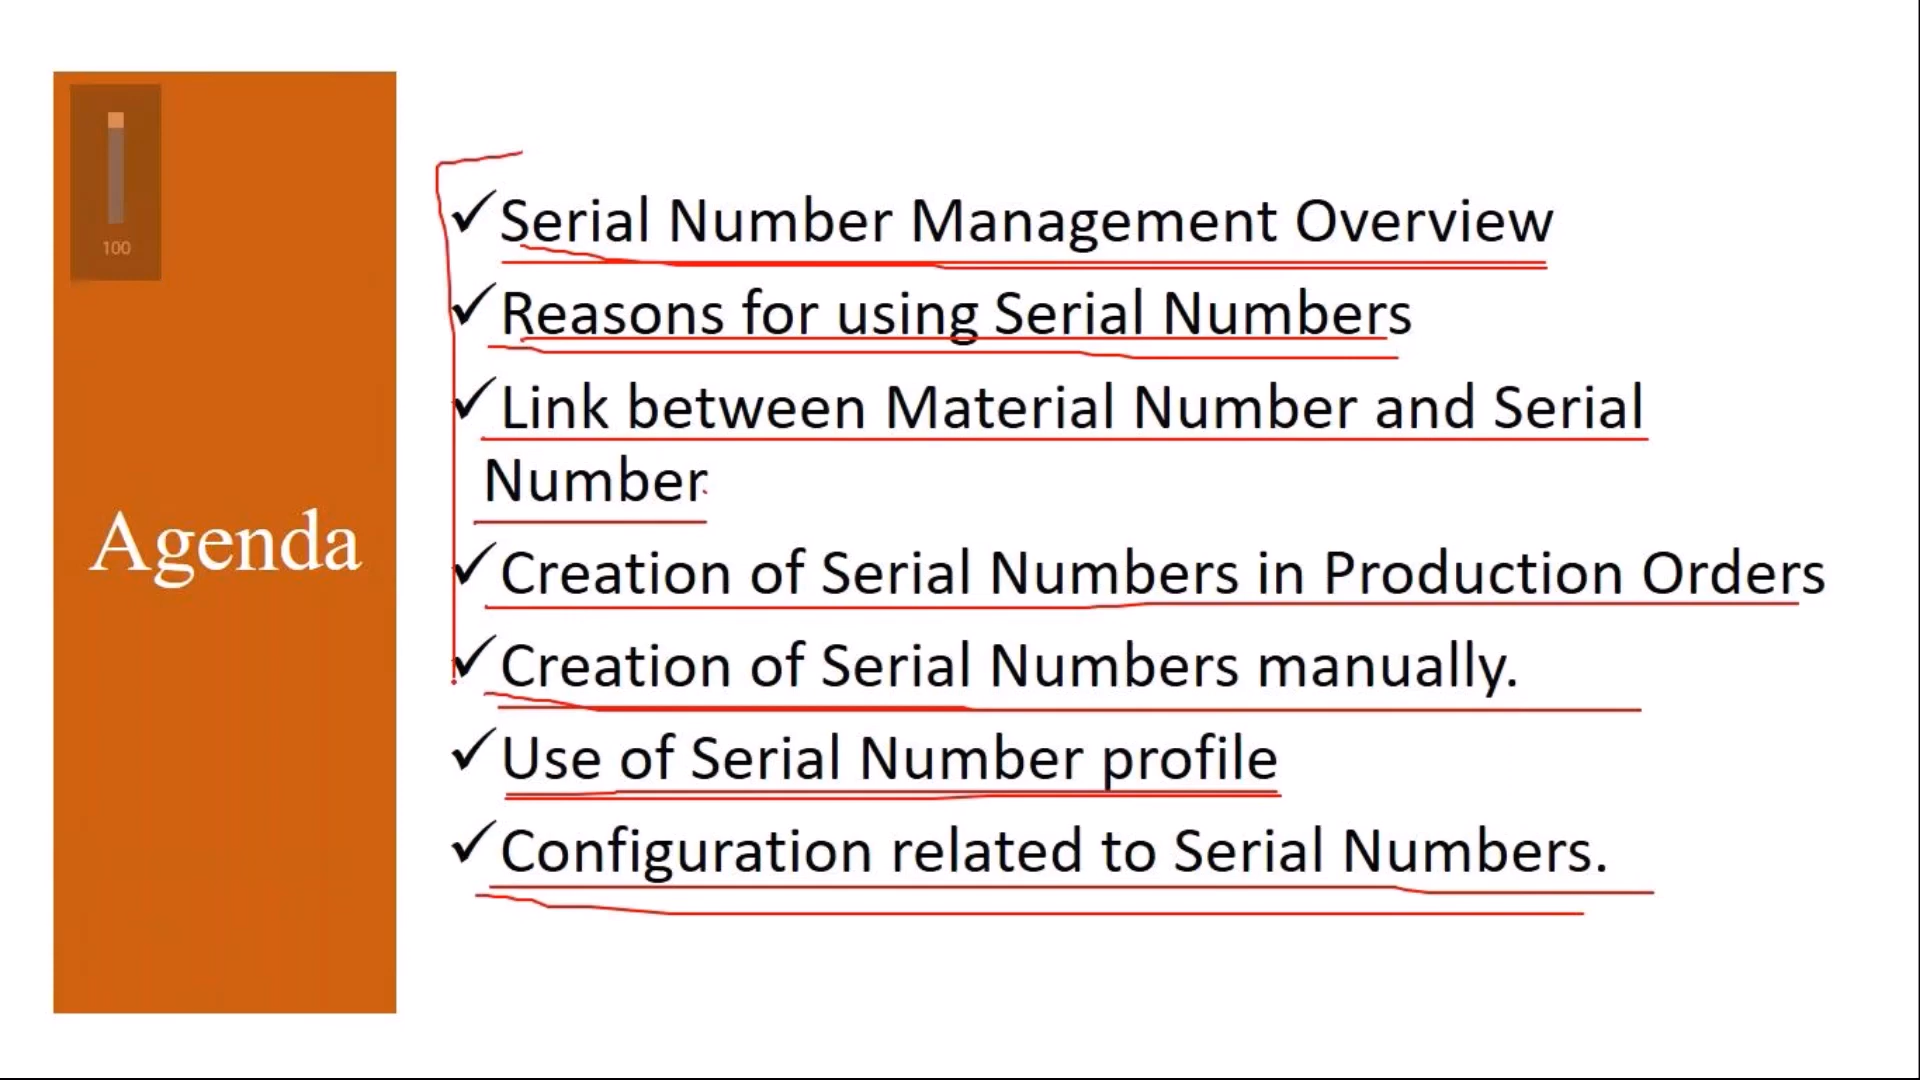 100
Agenda
✓Serial Number Management Overview
✓Reasons for using Serial Numbers
✓Link between Material Number and Serial
Number
✓Creation of Serial Numbers in Production Orders
✓Creation of Serial Numbers manually.
✓Use of Serial Number profile
✓Configuration related to Serial Numbers.